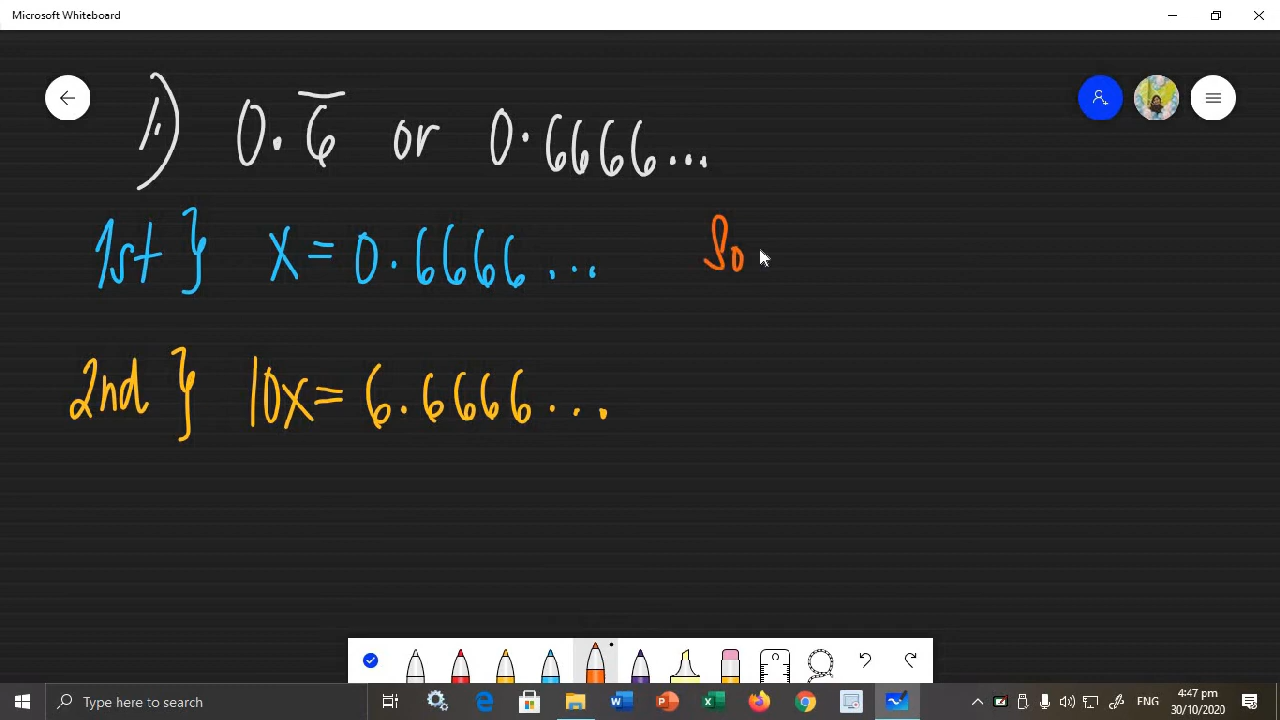 Microsoft Whiteboard
1.) 0.6̅ or 0.6666...
1st } x = 0.6666...
So
2nd } 10x = 6.6666...
Type here to search
ENG
4:47 pm
30/10/2020